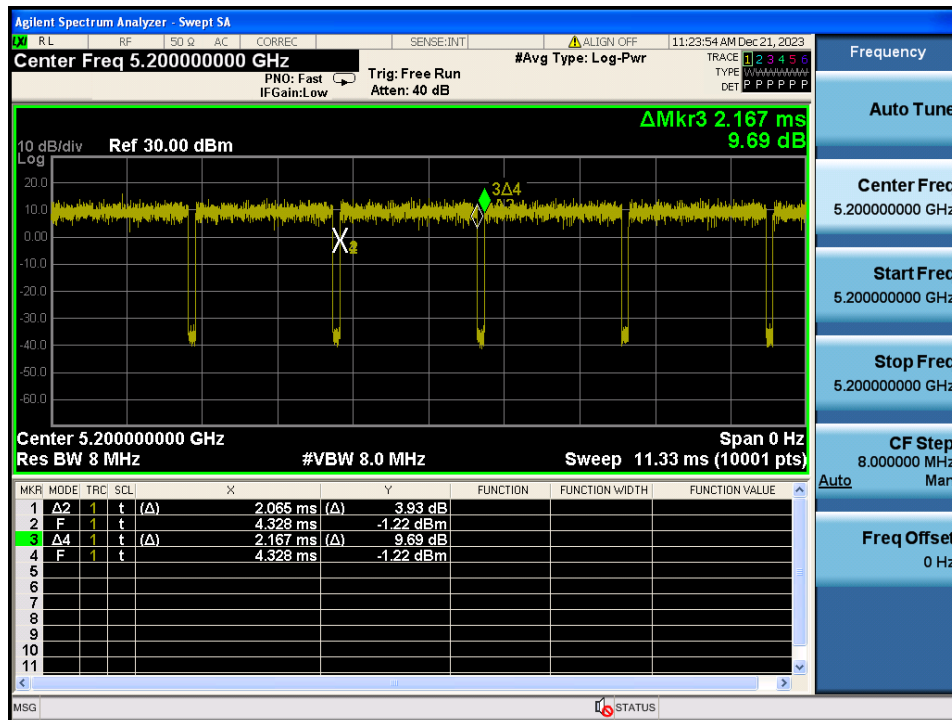 Agilent Spectrum Analyzer - Swept SA
LXI RL RF 50 Ω AC CORREC SENSE:INT ALIGN OFF 11:23:54 AM Dec 21, 2023
Center Freq 5.200000000 GHz
PNO: Fast
IFGain:Low
Trig: Free Run
Atten: 40 dB
#Avg Type: Log-Pwr
TRACE 1 2 3 4 5 6
TYPE
DET P P P P P P
ΔMkr3 2.167 ms
9.69 dB
10 dB/div Ref 30.00 dBm
Log
20.0
10.0
0.00
-10.0
-20.0
-30.0
-40.0
-50.0
-60.0
3Δ4
Center 5.200000000 GHz Span 0 Hz
Res BW 8 MHz #VBW 8.0 MHz Sweep 11.33 ms (10001 pts)
MKR MODE TRC SCL X Y FUNCTION FUNCTION WIDTH FUNCTION VALUE
1 Δ2 1 t (Δ) 2.065 ms (Δ) 3.93 dB
2 F 1 t 4.328 ms -1.22 dBm
3 Δ4 1 t (Δ) 2.167 ms (Δ) 9.69 dB
4 F 1 t 4.328 ms -1.22 dBm
5
6
7
8
9
10
11
MSG STATUS
Frequency
Auto Tune
Center Freq
5.200000000 GHz
Start Freq
5.200000000 GHz
Stop Freq
5.200000000 GHz
CF Step
8.000000 MHz
Auto Man
Freq Offset
0 Hz